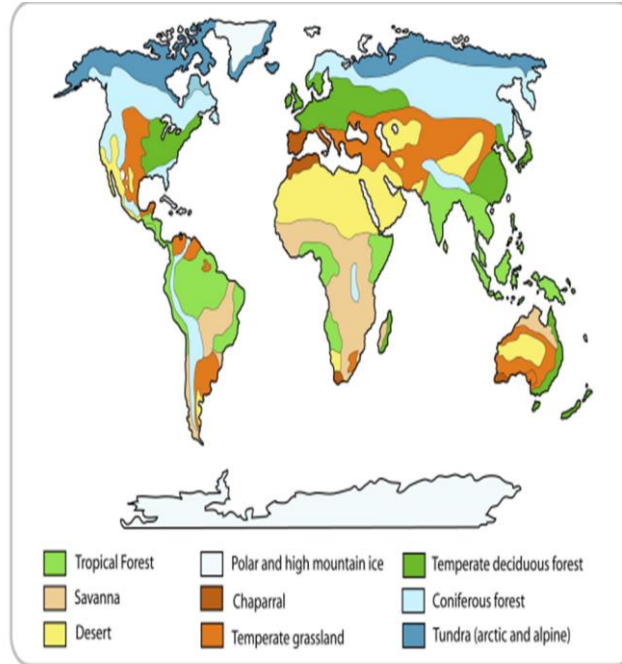 Tropical Forest
Savanna
Desert
Polar and high mountain ice
Chaparral
Temperate grassland
Temperate deciduous forest
Coniferous forest
Tundra (arctic and alpine)